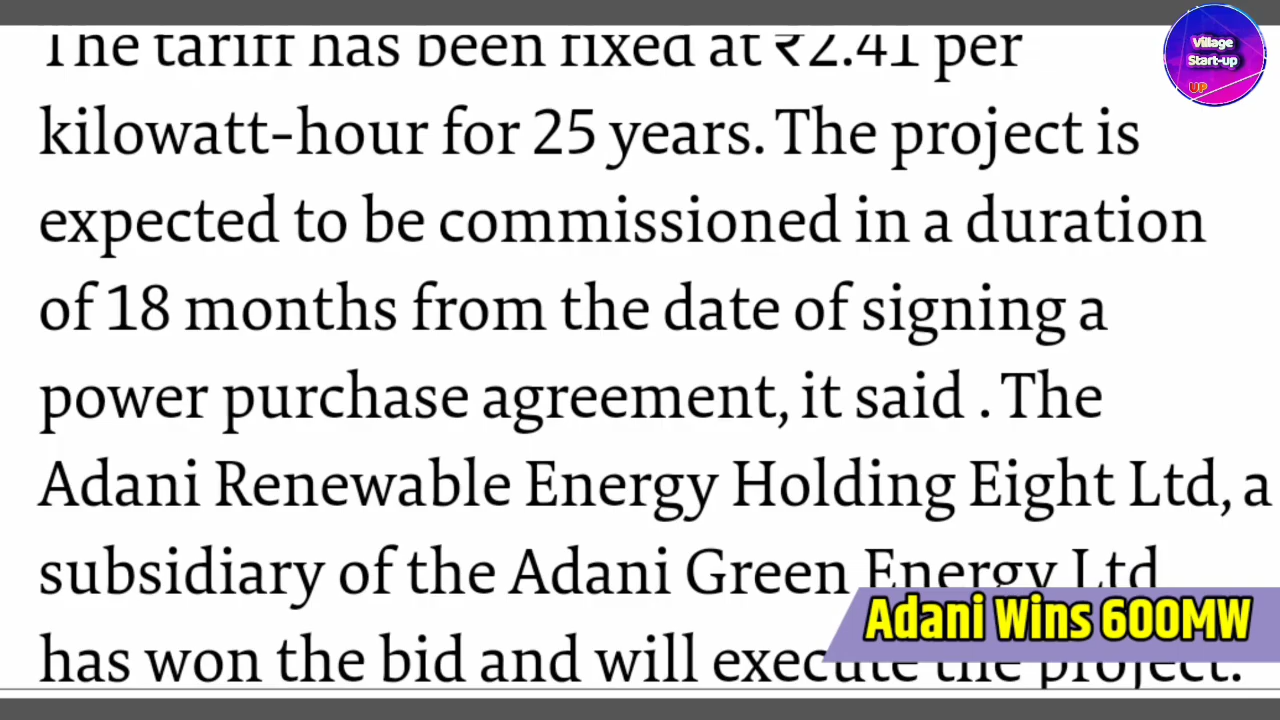 The tariff has been fixed at ₹2.41 per
kilowatt-hour for 25 years. The project is
expected to be commissioned in a duration
of 18 months from the date of signing a
power purchase agreement, it said . The
Adani Renewable Energy Holding Eight Ltd, a
subsidiary of the Adani Green Energy Ltd
has won the bid and will execute the project.
Adani Wins 600MW
Village
Start-up
UP